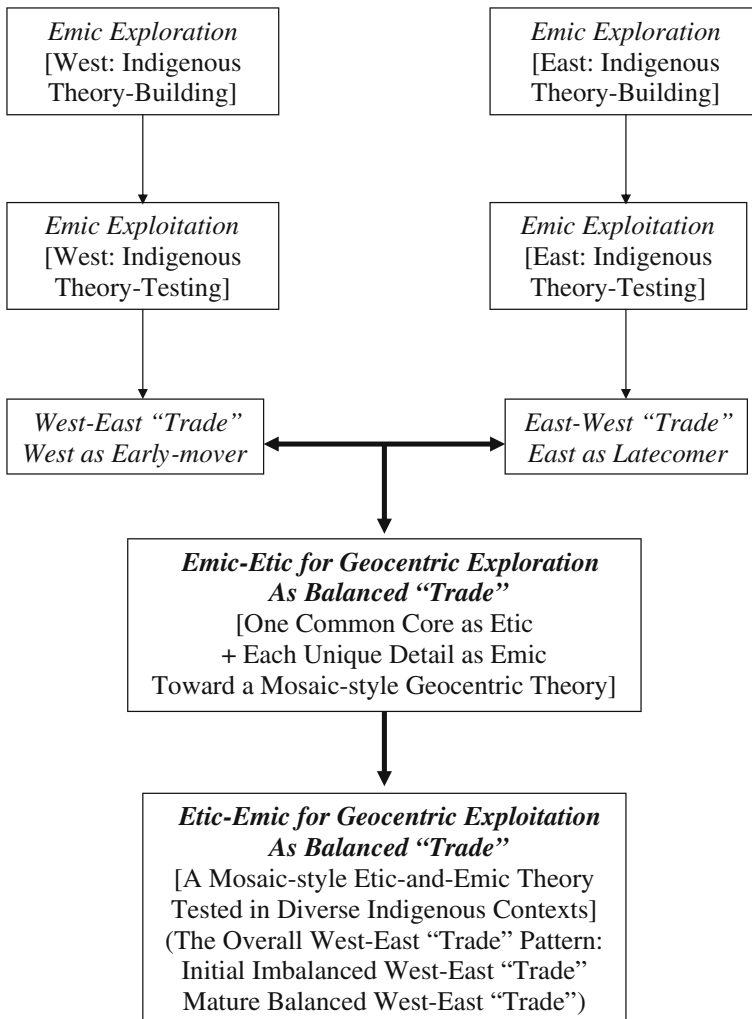 Emic Exploration
[West: Indigenous
Theory-Building]
Emic Exploration
[East: Indigenous
Theory-Building]
Emic Exploitation
[West: Indigenous
Theory-Testing]
Emic Exploitation
[East: Indigenous
Theory-Testing]
West-East “Trade”
West as Early-mover
East-West “Trade”
East as Latecomer
Emic-Etic for Geocentric Exploration
As Balanced “Trade”
[One Common Core as Etic
+ Each Unique Detail as Emic
Toward a Mosaic-style Geocentric Theory]
Etic-Emic for Geocentric Exploitation
As Balanced “Trade”
[A Mosaic-style Etic-and-Emic Theory
Tested in Diverse Indigenous Contexts]
(The Overall West-East “Trade” Pattern:
Initial Imbalanced West-East “Trade”
Mature Balanced West-East “Trade”)